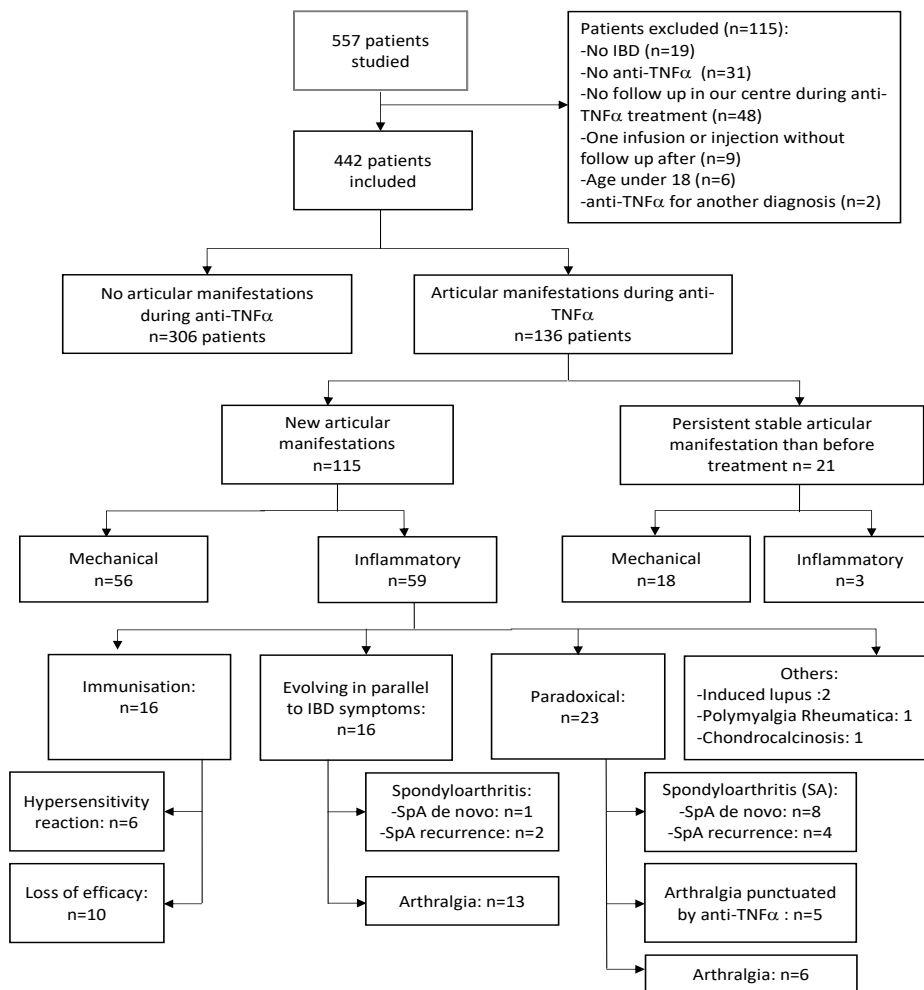 557 patients
studied
Patients excluded (n=115):
-No IBD (n=19)
-No anti-TNFα  (n=31)
-No follow up in our centre during anti-
TNFα treatment (n=48)
-One infusion or injection without
follow up after (n=9)
-Age under 18 (n=6)
-anti-TNFα for another diagnosis (n=2)
442 patients
included
No articular manifestations
during anti-TNFα
n=306 patients
Articular manifestations during anti-
TNFα
n=136 patients
New articular
manifestations
n=115
Persistent stable articular
manifestation than before
treatment n= 21
Mechanical
n=56
Inflammatory
n=59
Mechanical
n=18
Inflammatory
n=3
Immunisation:
n=16
Evolving in parallel
to IBD symptoms:
n=16
Paradoxical:
n=23
Others:
-Induced lupus :2
-Polymyalgia Rheumatica: 1
-Chondrocalcinosis: 1
Hypersensitivity
reaction: n=6
Loss of efficacy:
n=10
Spondyloarthritis:
-SpA de novo: n=1
-SpA recurrence: n=2
Arthralgia: n=13
Spondyloarthritis (SA):
-SpA de novo: n=8
-SpA recurrence: n=4
Arthralgia punctuated
by anti-TNFα : n=5
Arthralgia: n=6